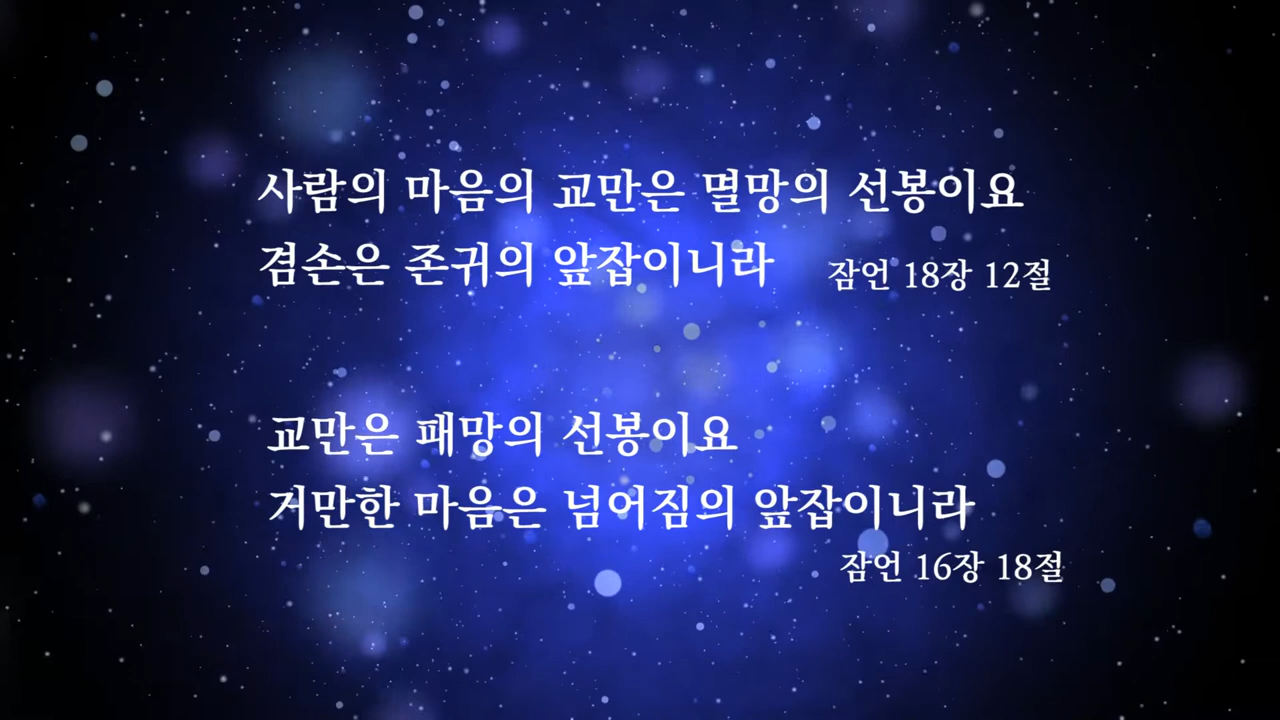 사람의 마음의 교만은 멸망의 선봉이요
겸손은 존귀의 앞잡이니라 잠언 18장 12절
교만은 패망의 선봉이요
거만한 마음은 넘어짐의 앞잡이니라
잠언 16장 18절